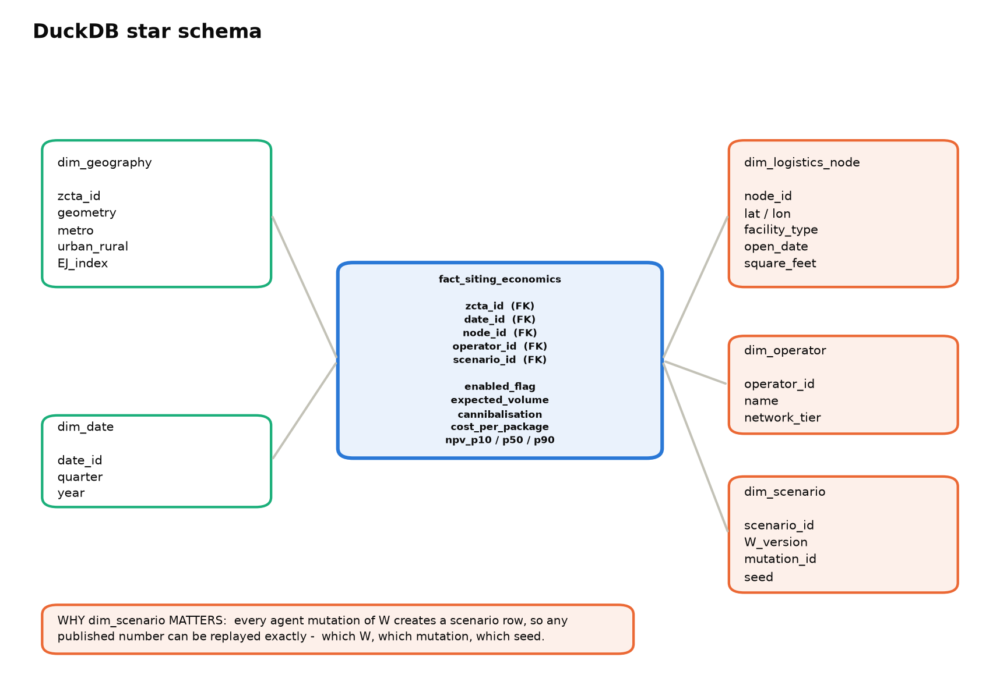 DuckDB star schema
dim_geography
zcta_id
geometry
metro
urban_rural
EJ_index
dim_date
date_id
quarter
year
fact_siting_economics
zcta_id  (FK)
date_id  (FK)
node_id  (FK)
operator_id  (FK)
scenario_id  (FK)
enabled_flag
expected_volume
cannibalisation
cost_per_package
npv_p10 / p50 / p90
dim_logistics_node
node_id
lat / lon
facility_type
open_date
square_feet
dim_operator
operator_id
name
network_tier
dim_scenario
scenario_id
W_version
mutation_id
seed
WHY dim_scenario MATTERS:  every agent mutation of W creates a scenario row, so any
published number can be replayed exactly -  which W, which mutation, which seed.